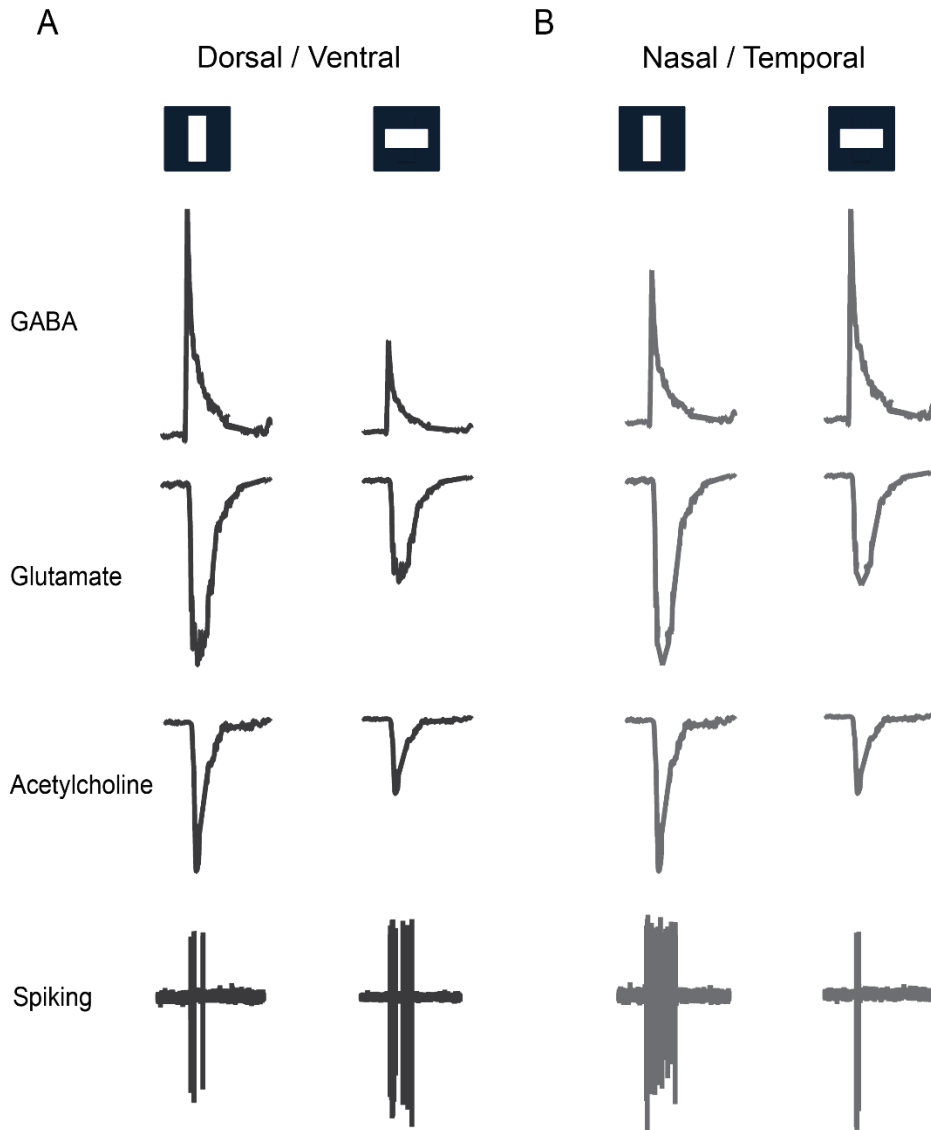 A
B
Dorsal / Ventral
Nasal / Temporal
GABA
Glutamate
Acetylcholine
Spiking